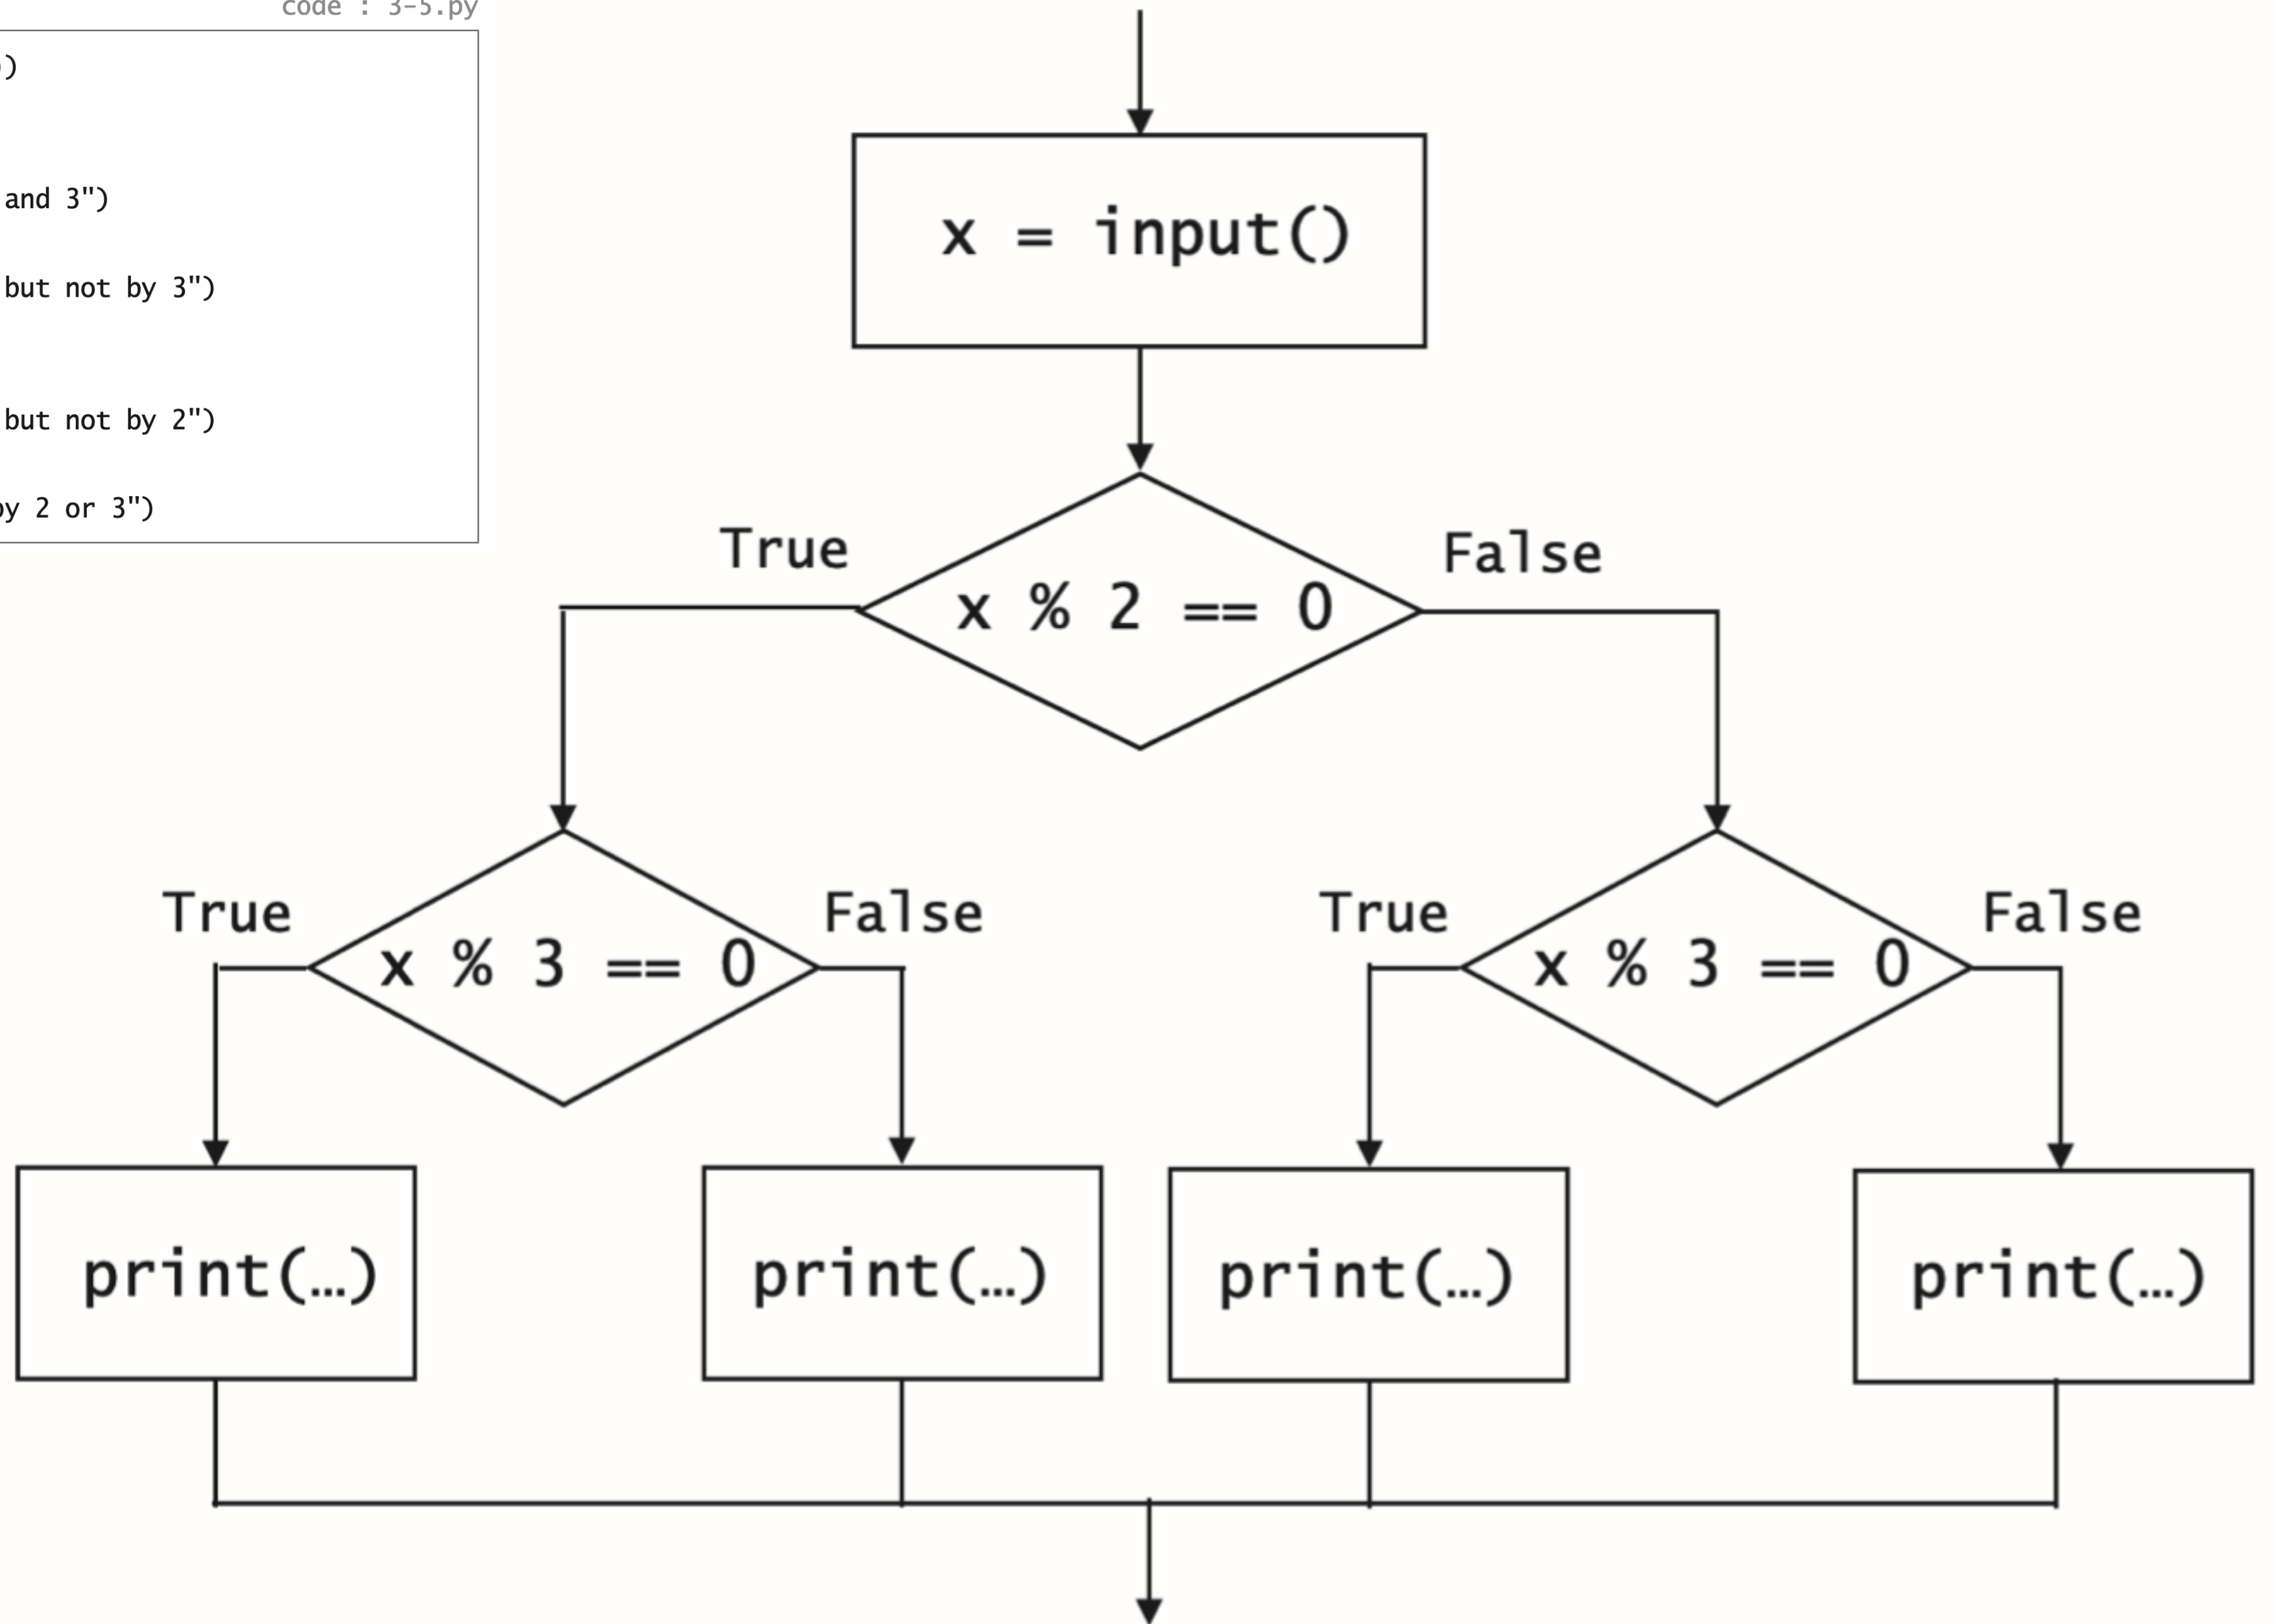 code : 3-5.py
))
and 3")
but not by 3")
but not by 2")
by 2 or 3")
x = input()
True
False
x % 2 == 0
True
False
True
False
x % 3 == 0
x % 3 == 0
print(…)
print(…)
print(…)
print(…)